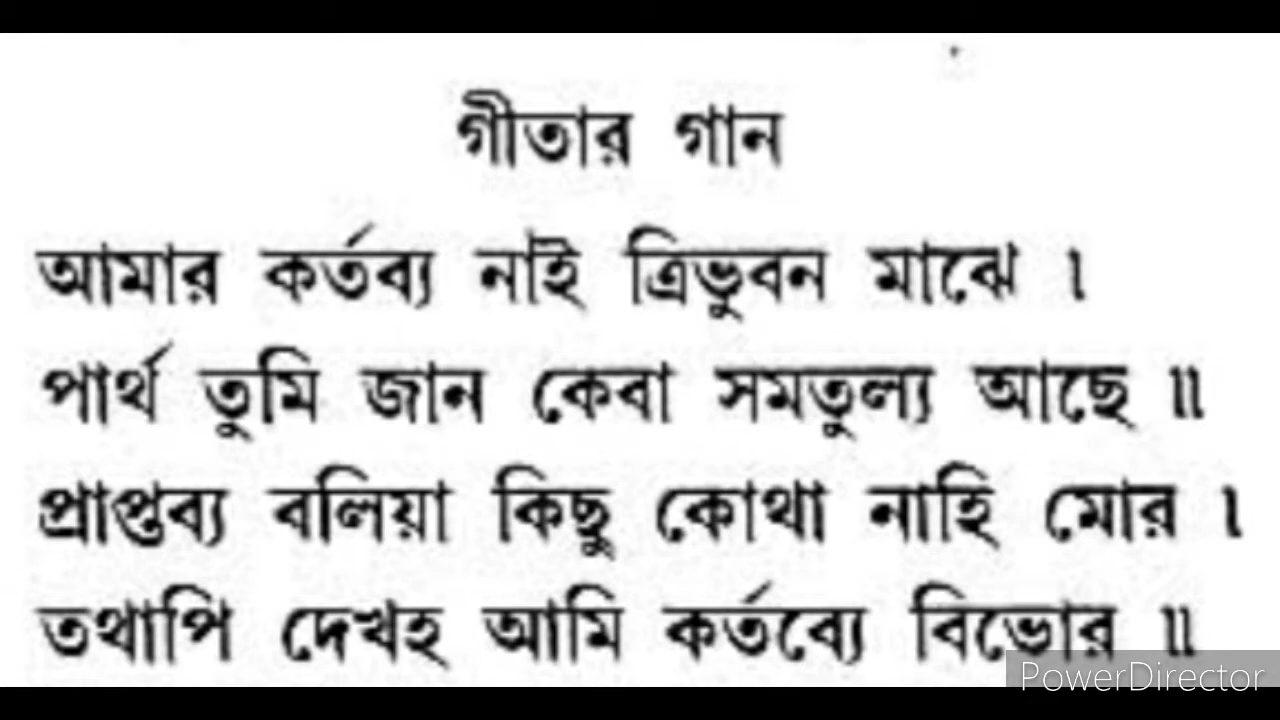 গীতার গান
আমার কর্তব্য নাই ত্রিভুবন মাঝে ।
পার্থ তুমি জান কেবা সমতুল্য আছে ॥
প্রাপ্তব্য বলিয়া কিছু কোথা নাহি মোর ।
তথাপি দেখহ আমি কর্তব্যে বিভোর ॥
PowerDirector